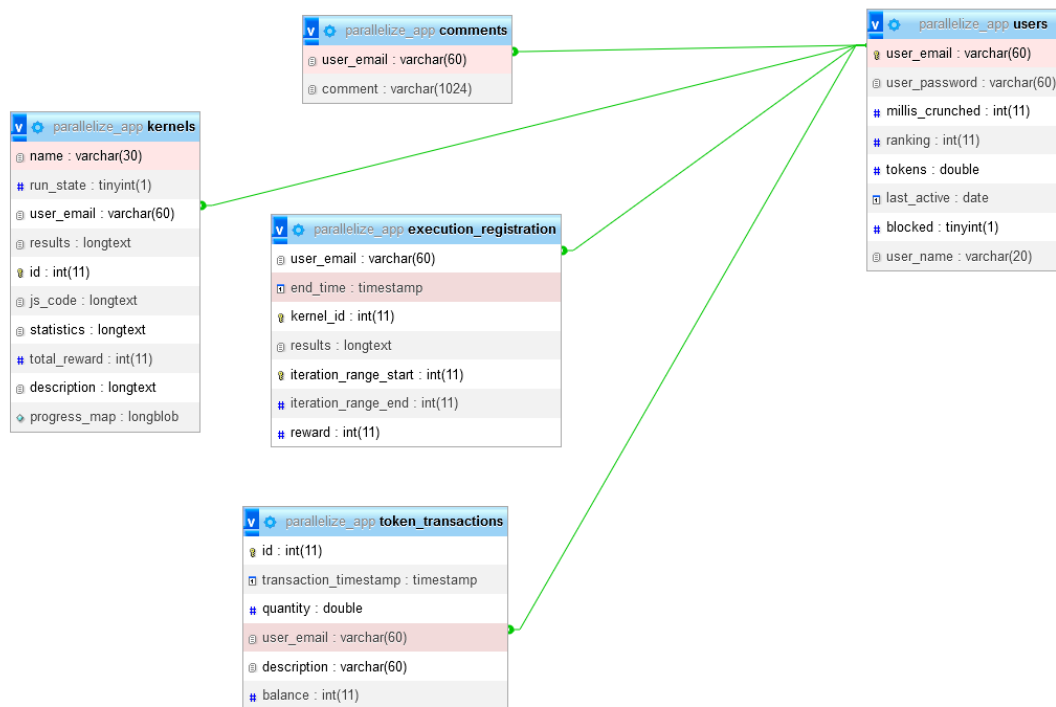 parallelize_app comments
user_email : varchar(60)
comment : varchar(1024)
parallelize_app users
user_email : varchar(60)
user_password : varchar(60)
millis_crunched : int(11)
ranking : int(11)
tokens : double
last_active : date
blocked : tinyint(1)
user_name : varchar(20)
parallelize_app kernels
name : varchar(30)
run_state : tinyint(1)
user_email : varchar(60)
results : longtext
id : int(11)
js_code : longtext
statistics : longtext
total_reward : int(11)
description : longtext
progress_map : longblob
parallelize_app execution_registration
user_email : varchar(60)
end_time : timestamp
kernel_id : int(11)
results : longtext
iteration_range_start : int(11)
iteration_range_end : int(11)
reward : int(11)
parallelize_app token_transactions
id : int(11)
transaction_timestamp : timestamp
quantity : double
user_email : varchar(60)
description : varchar(60)
balance : int(11)